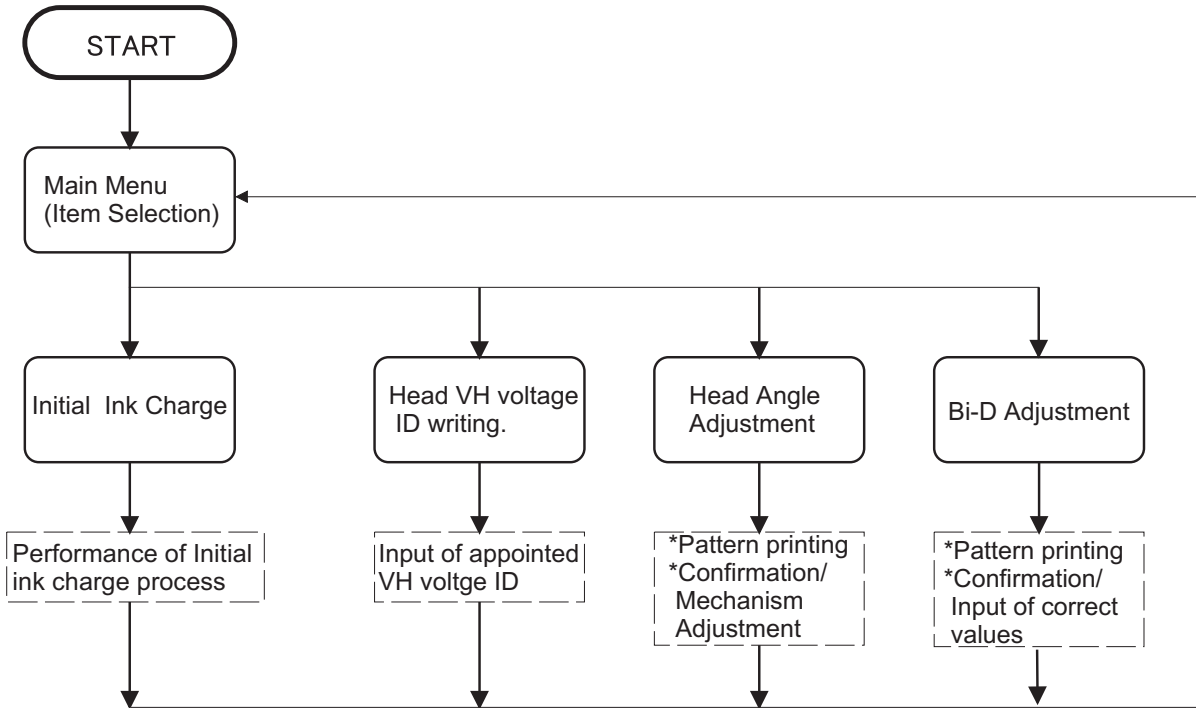 START
Main Menu
(Item Selection)
Initial Ink Charge
Head VH voltage
ID writing.
Head Angle
Adjustment
Bi-D Adjustment
Performance of Initial
ink charge process
Input of appointed
VH voltge ID
*Pattern printing
*Confirmation/
Mechanism
Adjustment
*Pattern printing
*Confirmation/
Input of correct
values